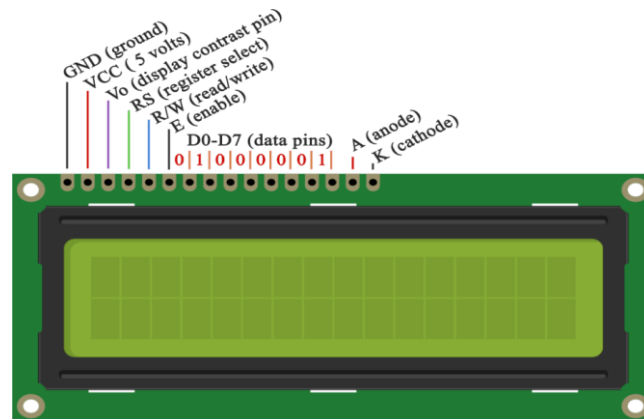 GND (ground)
VCC ( 5 volts)
Vo (display contrast pin)
RS (register select)
R/W (read/write)
E (enable)
D0-D7 (data pins)
0 1 0 0 0 0 0 1
A (anode)
K (cathode)